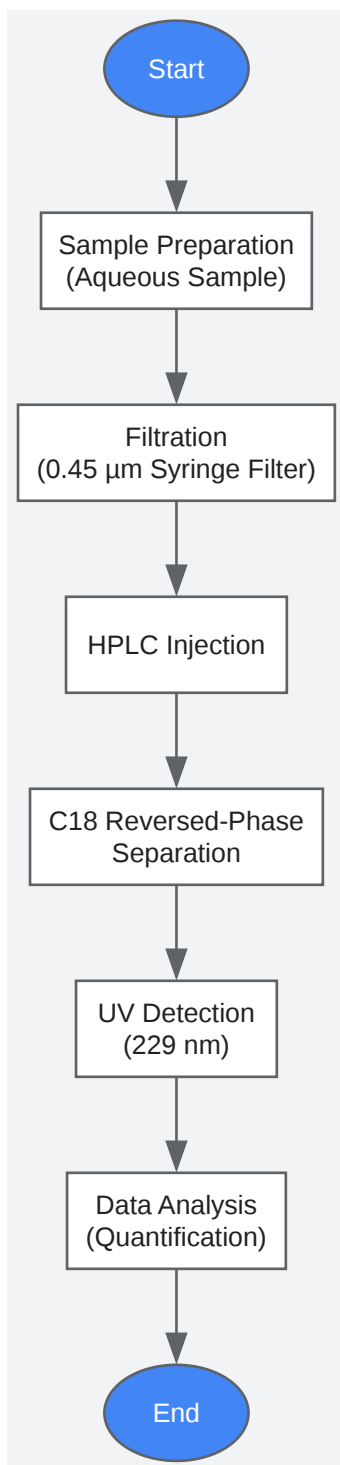 Start
Sample Preparation
(Aqueous Sample)
Filtration
(0.45 µm Syringe Filter)
HPLC Injection
C18 Reversed-Phase
Separation
UV Detection
(229 nm)
Data Analysis
(Quantification)
End